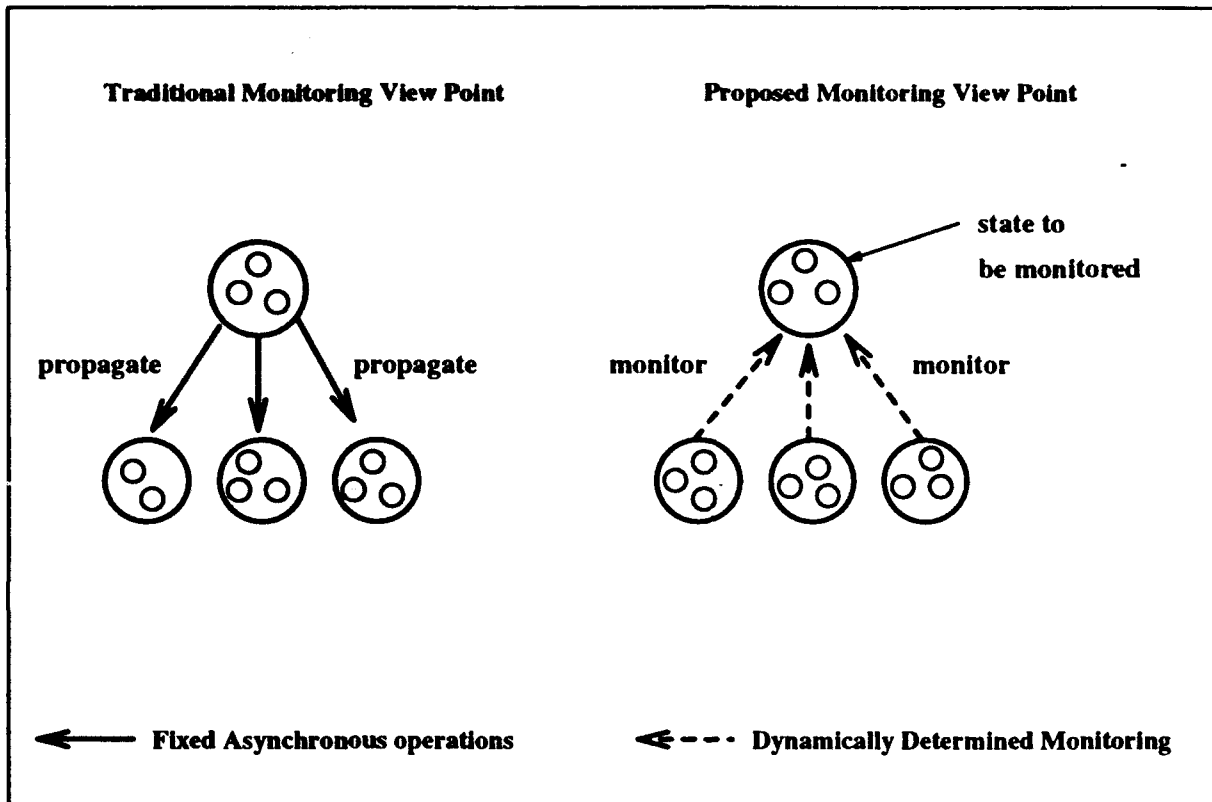 Traditional Monitoring View Point
Proposed Monitoring View Point
state to
be monitored
propagate
propagate
monitor
monitor
Fixed Asynchronous operations
Dynamically Determined Monitoring